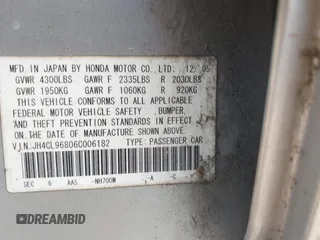 MFD. IN JAPAN BY HONDA MOTOR CO., LTD. 12/05
GVWR 4300LBS GAWR F 2335LBS R 2030LBS
GVWR 1950KG GAWR F 1060KG R 920KG
THIS VEHICLE CONFORMS TO ALL APPLICABLE
FEDERAL MOTOR VEHICLE SAFETY, BUMPER,
AND THEFT PREVENTION STANDARDS IN EFFECT ON
THE DATE OF MANUFACTURE SHOWN ABOVE.
V.I.N.:JH4CL96806C006182 TYPE: PASSENGER CAR
SEC 6 AA5 -NH700M -A -C
DREAMBID.COM